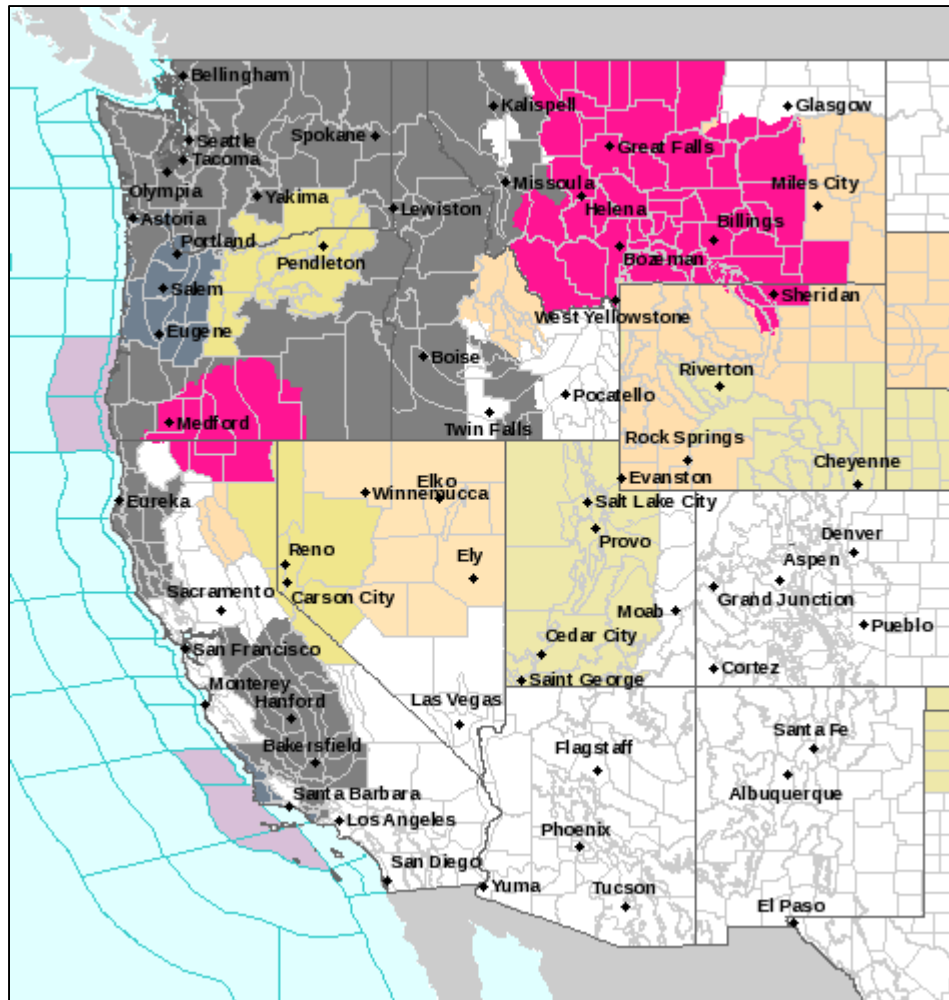 Bellingham
Kalispell
Glasgow
Seattle
Spokane
Great Falls
Tacoma
Olympia
Yakima
Missoula
Miles City
Astoria
Lewiston
Helena
Billings
Portland
Pendleton
Bozeman
Salem
Sheridan
West Yellowstone
Eugene
Boise
Riverton
Pocatello
Medford
Twin Falls
Rock Springs
Cheyenne
Eureka
Elko
Winnemucca
Evanston
Salt Lake City
Reno
Provo
Denver
Ely
Aspen
Sacramento
Carson City
Moab
Grand Junction
Pueblo
San Francisco
Cedar City
Cortez
Monterey
Saint George
Hanford
Las Vegas
Bakersfield
Flagstaff
Santa Fe
Santa Barbara
Albuquerque
Los Angeles
Phoenix
San Diego
Yuma
Tucson
El Paso